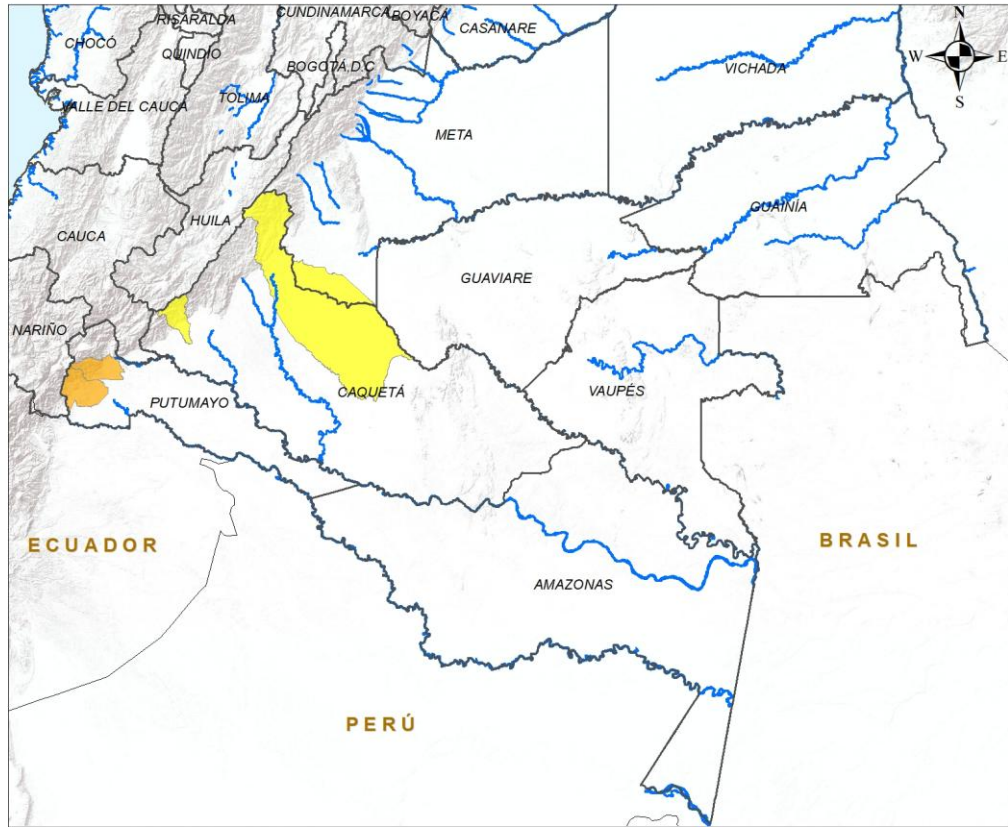 CUNDINAMARCA
BOYACÁ
RISARALDA
CASANARE
N
CHOCÓ
QUINDIO
BOGOTÁ D.C
W
E
VICHADA
S
TOLIMA
VALLE DEL CAUCA
META
GUAINÍA
HUILA
CAUCA
GUAVIARE
NARIÑO
VAUPÉS
CAQUETÁ
PUTUMAYO
ECUADOR
BRASIL
AMAZONAS
PERÚ